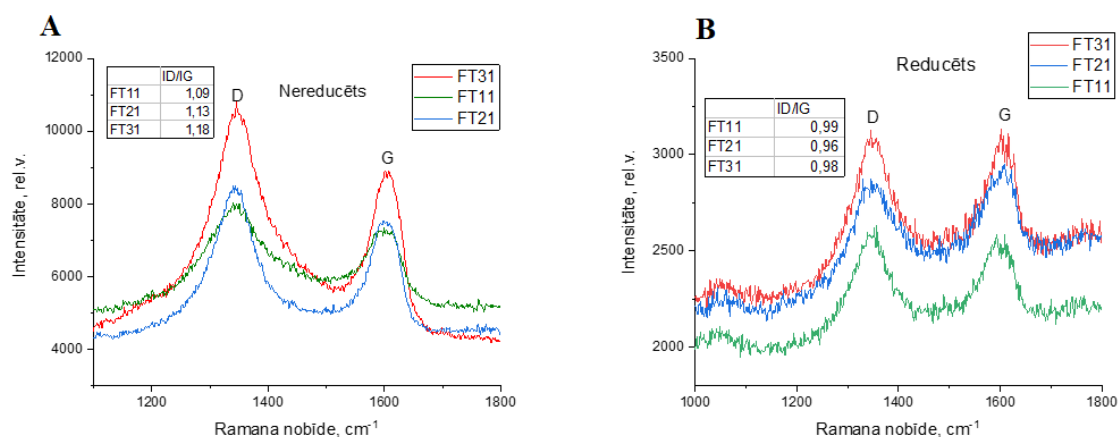 A
12000
10000
8000
6000
4000
Intensitāte, rel.v.
ID/IG
FT11 1,09
FT21 1,13
FT31 1,18
Nereducēts
FT31
FT11
FT21
D
G
1200 1400 1600 1800
Ramana nobīde, cm-1
B
3500
3000
2500
2000
Intensitāte, rel.v.
ID/IG
FT11 0,99
FT21 0,96
FT31 0,98
Reducēts
FT31
FT21
FT11
D
G
1000 1200 1400 1600 1800
Ramana nobīde, cm-1